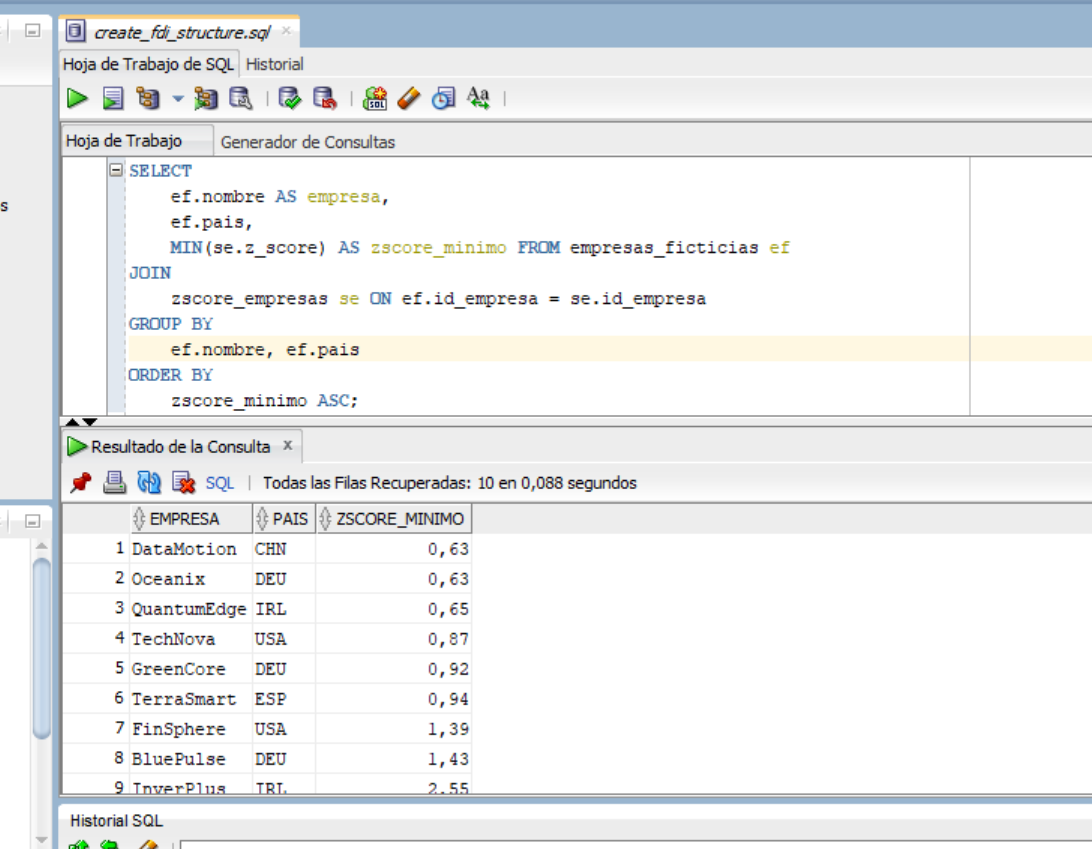 create_fdi_structure.sql
Hoja de Trabajo de SQL Historial
Hoja de Trabajo Generador de Consultas
s
SELECT
ef.nombre AS empresa,
ef.pais,
MIN(se.z_score) AS zscore_minimo FROM empresas_ficticias ef
JOIN
zscore_empresas se ON ef.id_empresa = se.id_empresa
GROUP BY
ef.nombre, ef.pais
ORDER BY
zscore_minimo ASC;
Resultado de la Consulta x
SQL | Todas las Filas Recuperadas: 10 en 0,088 segundos
EMPRESA PAIS ZSCORE_MINIMO
1 DataMotion CHN 0,63
2 Oceanix DEU 0,63
3 QuantumEdge IRL 0,65
4 TechNova USA 0,87
5 GreenCore DEU 0,92
6 TerraSmart ESP 0,94
7 FinSphere USA 1,39
8 BluePulse DEU 1,43
9 InverPlus IRL 2,55
Historial SQL